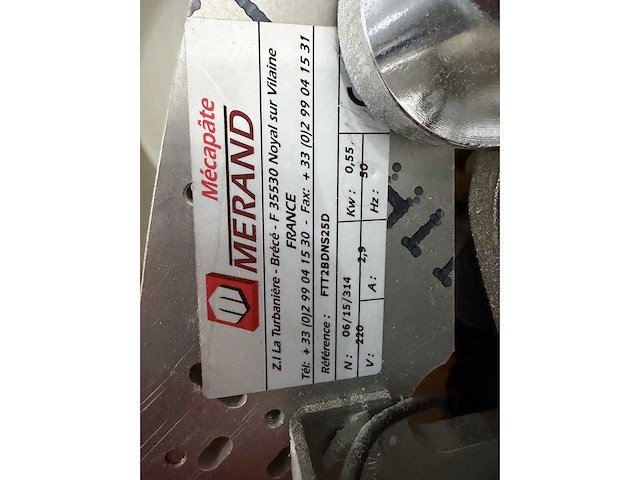 Mécapâte
MERAND
Z.I La Turbanière - Brécé - F 35530 Noyal sur Vilaine
FRANCE
Tél: + 33 (0)2 99 04 15 30 - Fax: + 33 (0)2 99 04 15 31
Référence : FTT2BDNS25D
N: 06/15/314 Kw: 0,55
V: 220 A: 2,9 Hz: 50